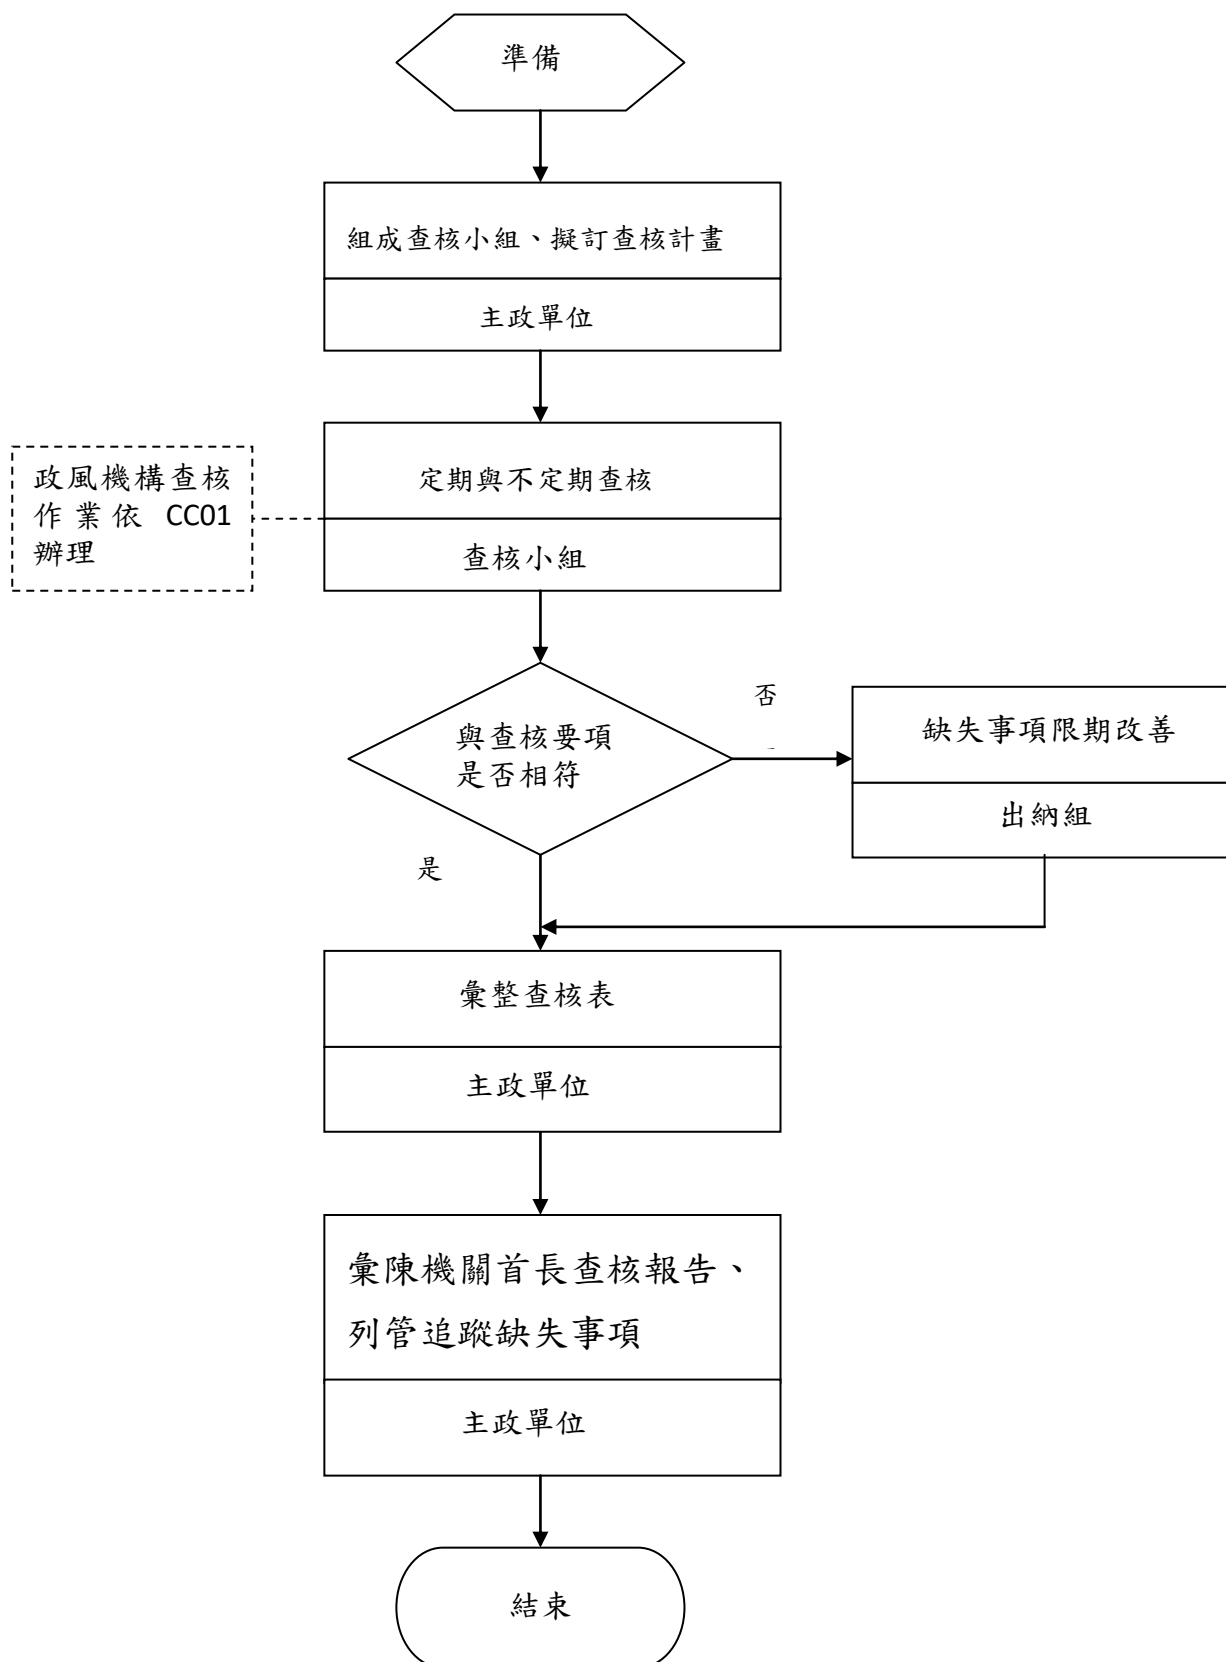 準備
組成查核小組、擬訂查核計畫
主政單位
定期與不定期查核
查核小組
政風機構查核
作業依 CC01
辦理
與查核要項
是否相符
否
缺失事項限期改善
出納組
是
彙整查核表
主政單位
彙陳機關首長查核報告、
列管追蹤缺失事項
主政單位
結束